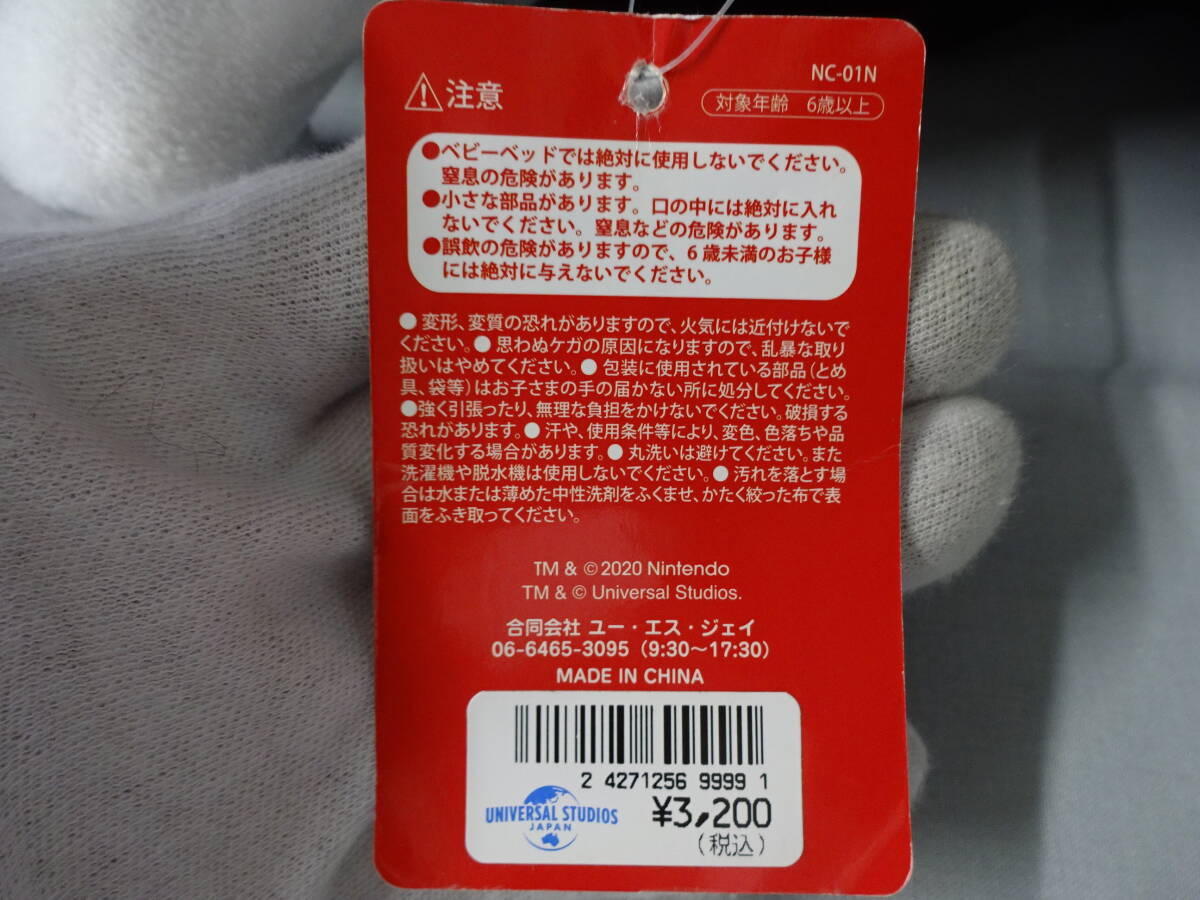 NC-01N
⚠注意
対象年齢 6歳以上
●ベビーベッドでは絶対に使用しないでください。
窒息の危険があります。
●小さな部品があります。口の中には絶対に入れ
ないでください。窒息などの危険があります。
●誤飲の危険がありますので、6歳未満のお子様
には絶対に与えないでください。
● 変形、変質の恐れがありますので、火気には近付けないで
ください。● 思わぬケガの原因になりますので、乱暴な取り
扱いはやめてください。● 包装に使用されている部品(とめ
具、袋等)はお子さまの手の届かない所に処分してください。
●強く引張ったり、無理な負担をかけないでください。破損する
恐れがあります。● 汗や、使用条件等により、変色、色落ちや品
質変化する場合があります。● 丸洗いは避けてください。また
洗濯機や脱水機は使用しないでください。● 汚れを落とす場
合は水または薄めた中性洗剤をふくませ、かたく絞った布で表
面をふき取ってください。
TM & © 2020 Nintendo
TM & © Universal Studios.
合同会社 ユー・エス・ジェイ
06-6465-3095(9:30〜17:30)
MADE IN CHINA
2 4271256 9999 1
UNIVERSAL STUDIOS
JAPAN
¥3,200
(税込)